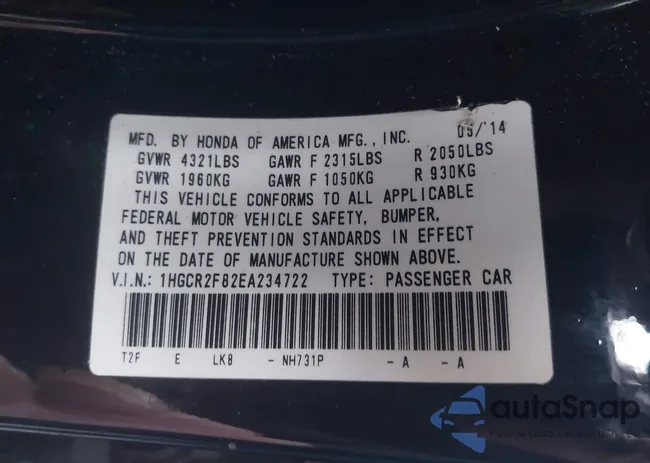 MFD. BY HONDA OF AMERICA MFG., INC. 05/'14
GVWR 4321LBS GAWR F 2315LBS R 2050LBS
GVWR 1960KG GAWR F 1050KG R 930KG
THIS VEHICLE CONFORMS TO ALL APPLICABLE
FEDERAL MOTOR VEHICLE SAFETY, BUMPER,
AND THEFT PREVENTION STANDARDS IN EFFECT
ON THE DATE OF MANUFACTURE SHOWN ABOVE.
V.I.N.: 1HGCR2F82EA234722 TYPE: PASSENGER CAR
T2F E LK8 - NH731P - A - A
autoSnap